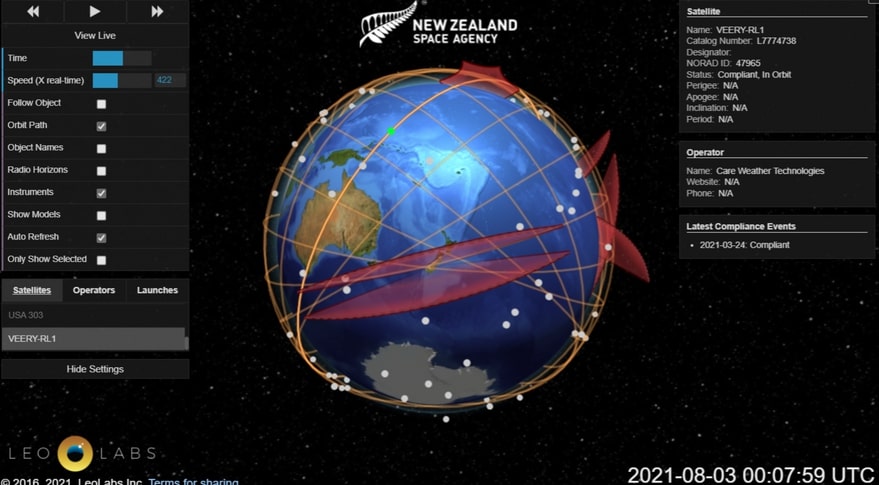 View Live
Time
Speed (X real-time) 422
Follow Object
Orbit Path
Object Names
Radio Horizons
Instruments
Show Models
Auto Refresh
Only Show Selected
Satellites Operators Launches
USA 303
VEERY-RL1
Hide Settings
LEO LABS
© 2016, 2021, LeoLabs Inc. Terms for sharing
NEW ZEALAND
SPACE AGENCY
Satellite
Name: VEERY-RL1
Catalog Number: L7774738
Designator:
NORAD ID: 47965
Status: Compliant, In Orbit
Perigee: N/A
Apogee: N/A
Inclination: N/A
Period: N/A
Operator
Name: Care Weather Technologies
Website: N/A
Phone: N/A
Latest Compliance Events
• 2021-03-24: Compliant
2021-08-03 00:07:59 UTC